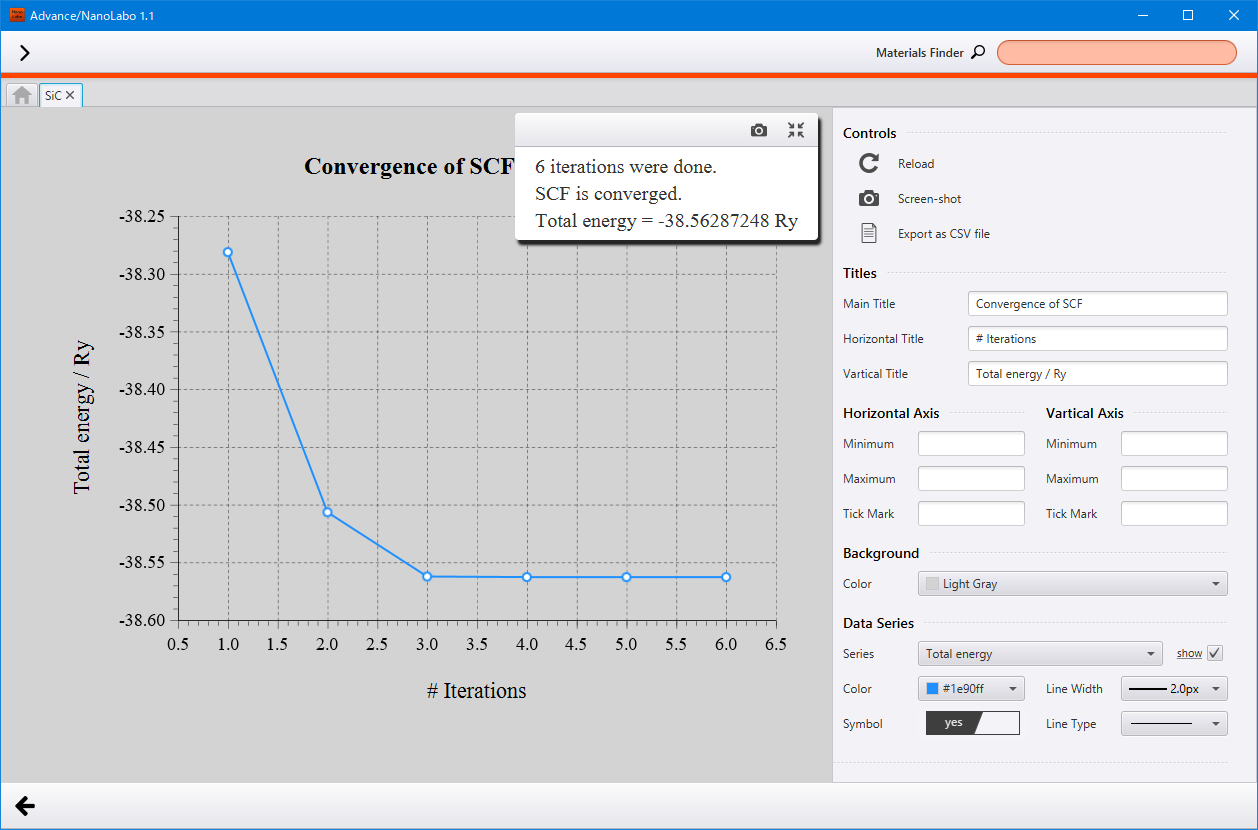 Advance/NanoLabo 1.1
Materials Finder
SiC
Convergence of SCF
6 iterations were done.
SCF is converged.
Total energy = -38.56287248 Ry
Total energy / Ry
-38.25
-38.30
-38.35
-38.40
-38.45
-38.50
-38.55
-38.60
0.5 1.0 1.5 2.0 2.5 3.0 3.5 4.0 4.5 5.0 5.5 6.0 6.5
# Iterations
Controls
Reload
Screen-shot
Export as CSV file
Titles
Main Title Convergence of SCF
Horizontal Title # Iterations
Vartical Title Total energy / Ry
Horizontal Axis Vartical Axis
Minimum Minimum
Maximum Maximum
Tick Mark Tick Mark
Background
Color Light Gray
Data Series
Series Total energy show
Color #1e90ff Line Width 2.0px
Symbol yes Line Type